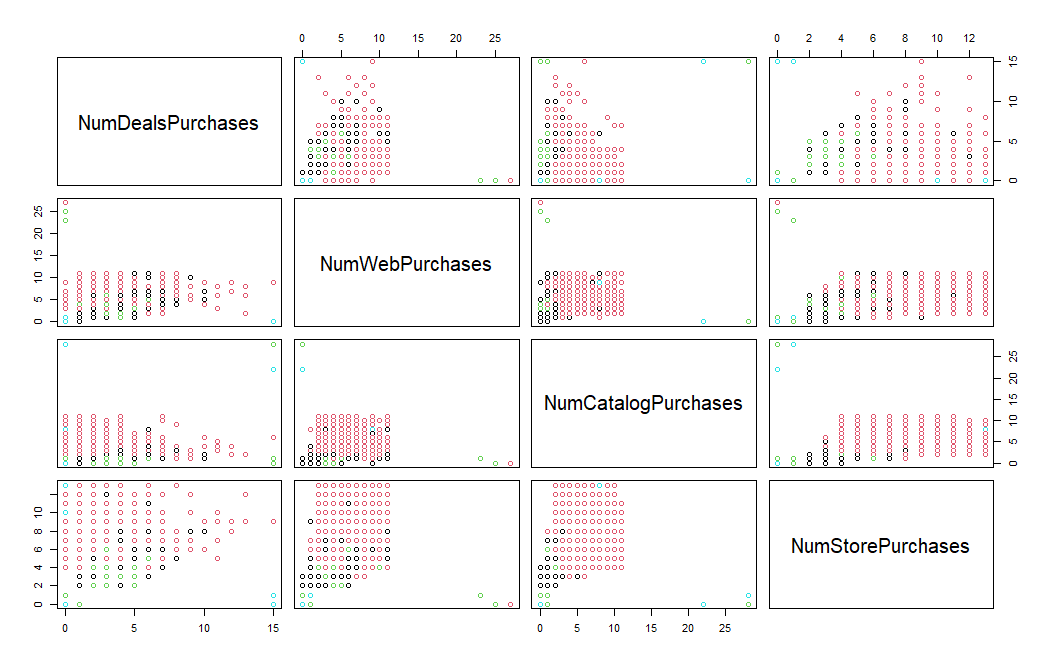 0 5 10 15 20 25
0 2 4 6 8 10 12
NumDealsPurchases
0 5 10 15
0 5 10 15 20 25
NumWebPurchases
NumCatalogPurchases
0 5 10 15 20 25
0 2 4 6 8 10
NumStorePurchases
0 5 10 15
0 5 10 15 20 25